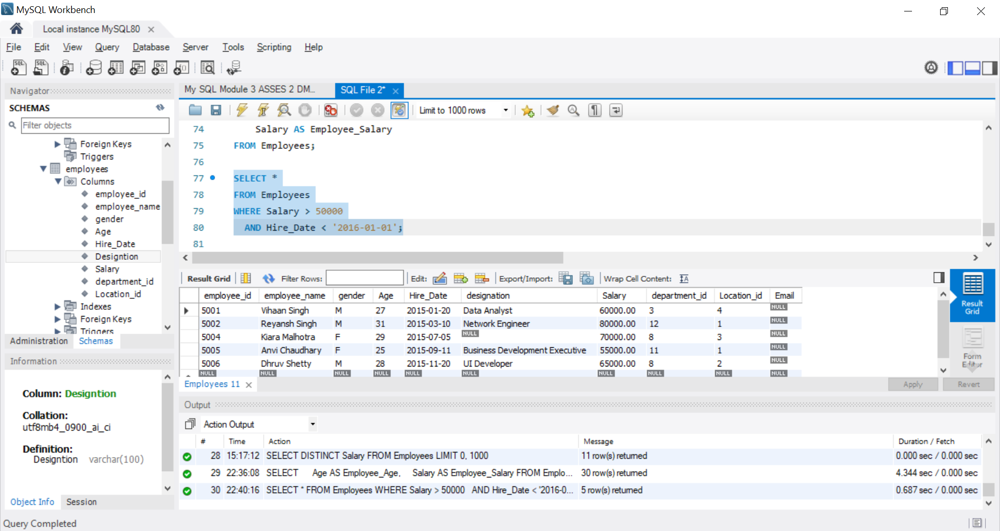 MySQL Workbench
Local instance MySQL80
File Edit View Query Database Server Tools Scripting Help
Navigator
SCHEMAS
Filter objects
Foreign Keys
Triggers
employees
Columns
employee_id
employee_name
gender
Age
Hire_Date
Designtion
Salary
department_id
Location_id
Indexes
Foreign Keys
Triggers
Administration Schemas
Information
Column: Designtion
Collation:
utf8mb4_0900_ai_ci
Definition:
Designtion varchar(100)
Object Info Session
My SQL Module 3 ASSES 2 DM... SQL File 2*
Limit to 1000 rows
74 Salary AS Employee_Salary
75 FROM Employees;
76
77 SELECT *
78 FROM Employees
79 WHERE Salary > 50000
80 AND Hire_Date < '2016-01-01';
81
Result Grid Filter Rows: Edit: Export/Import: Wrap Cell Content:
employee_id employee_name gender Age Hire_Date designation Salary department_id Location_id Email
5001 Vihaan Singh M 27 2015-01-20 Data Analyst 60000.00 3 4 NULL
5002 Reyansh Singh M 31 2015-03-10 Network Engineer 80000.00 12 1 NULL
5004 Kiara Malhotra F 29 2015-07-05 NULL 70000.00 8 3 NULL
5005 Anvi Chaudhary F 25 2015-09-11 Business Development Executive 55000.00 11 1 NULL
5006 Dhruv Shetty M 28 2015-11-20 UI Developer 65000.00 8 2 NULL
NULL NULL NULL NULL NULL NULL NULL NULL NULL NULL
Result
Grid
Form
Editor
Employees 11
Apply Revert
Output
Action Output
# Time Action Message Duration / Fetch
28 15:17:12 SELECT DISTINCT Salary FROM Employees LIMIT 0, 1000 11 row(s) returned 0.000 sec / 0.000 sec
29 22:36:08 SELECT Age AS Employee_Age, Salary AS Employee_Salary FROM Emplo... 30 row(s) returned 4.344 sec / 0.000 sec
30 22:40:16 SELECT * FROM Employees WHERE Salary > 50000 AND Hire_Date < '2016-0... 5 row(s) returned 0.687 sec / 0.000 sec
Query Completed